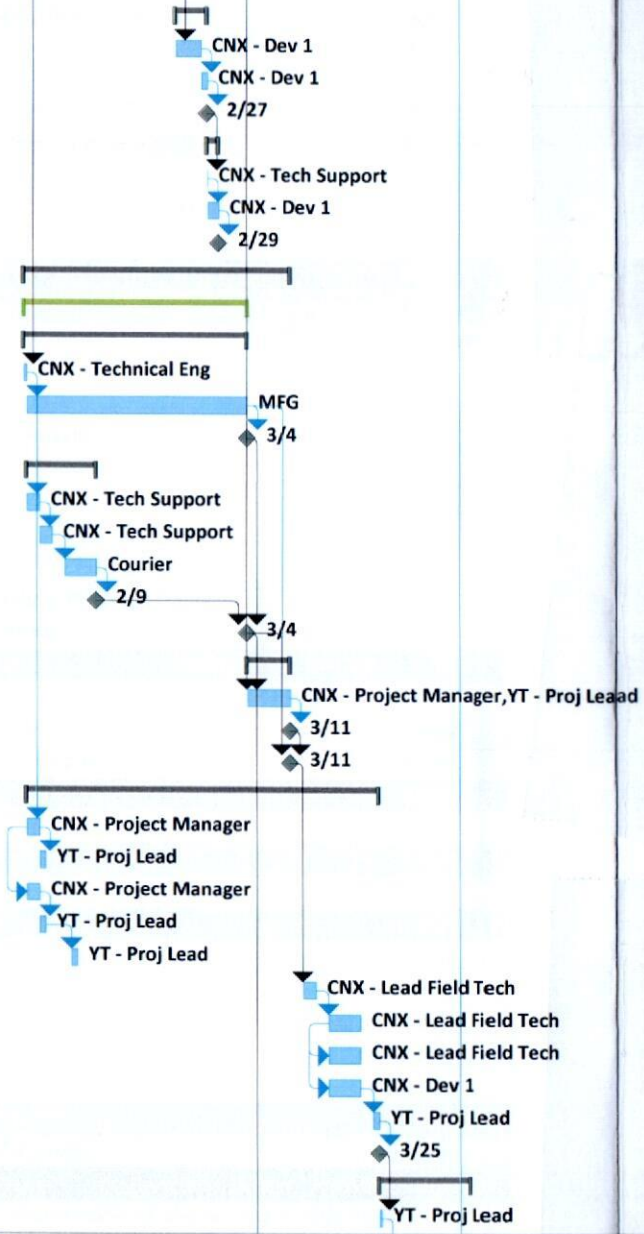 CNX - Dev 1
CNX - Dev 1
2/27
CNX - Tech Support
CNX - Dev 1
2/29
CNX - Technical Eng
MFG
3/4
CNX - Tech Support
CNX - Tech Support
Courier
2/9
3/4
CNX - Project Manager,YT - Proj Leaad
3/11
3/11
CNX - Project Manager
YT - Proj Lead
CNX - Project Manager
YT - Proj Lead
YT - Proj Lead
CNX - Lead Field Tech
CNX - Lead Field Tech
CNX - Lead Field Tech
CNX - Dev 1
YT - Proj Lead
3/25
YT - Proj Lead